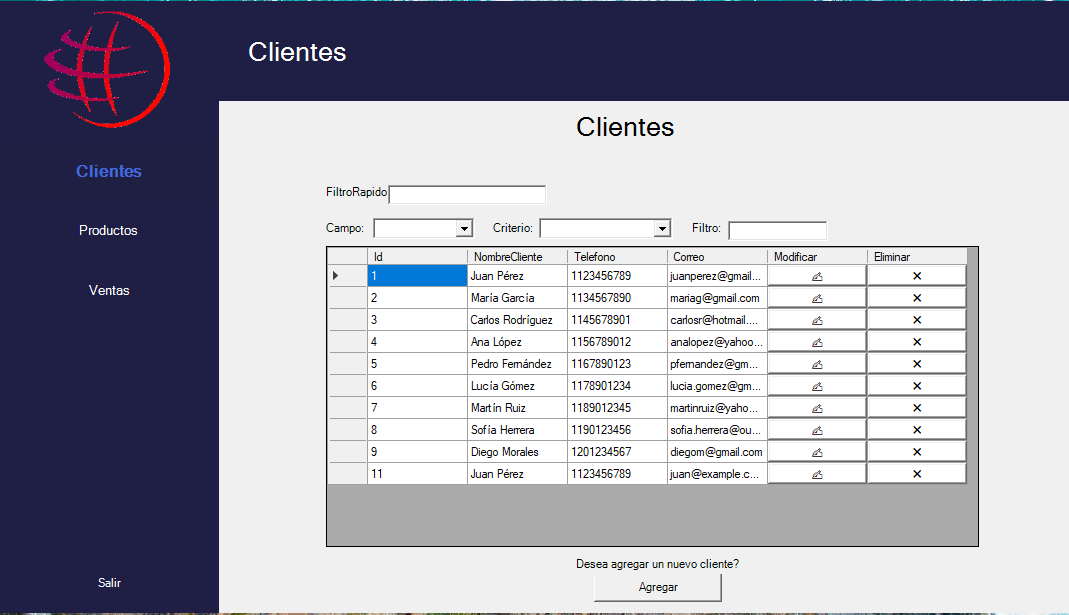 Clientes
Clientes
Clientes
Productos
Ventas
Salir
FiltroRapido
Campo: Criterio: Filtro:
Id NombreCliente Telefono Correo Modificar Eliminar
1 Juan Pérez 1123456789 juanperez@gmail...
2 María García 1134567890 mariag@gmail.com
3 Carlos Rodríguez 1145678901 carlosr@hotmail....
4 Ana López 1156789012 analopez@yahoo...
5 Pedro Fernández 1167890123 pfernandez@gm...
6 Lucía Gómez 1178901234 lucia.gomez@gm...
7 Martín Ruiz 1189012345 martinruiz@yaho...
8 Sofía Herrera 1190123456 sofia.herrera@ou...
9 Diego Morales 1201234567 diegom@gmail.com
11 Juan Pérez 1123456789 juan@example.c...
Desea agregar un nuevo cliente?
Agregar